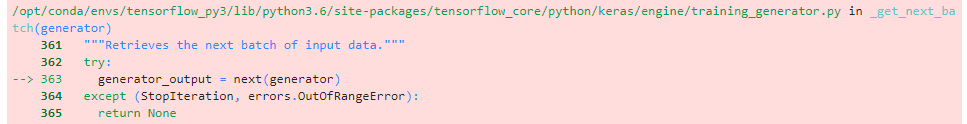 /opt/conda/envs/tensorflow_py3/lib/python3.6/site-packages/tensorflow_core/python/keras/engine/training_generator.py in _get_next_ba
tch(generator)
    361   """Retrieves the next batch of input data."""
    362   try:
--> 363     generator_output = next(generator)
    364   except (StopIteration, errors.OutOfRangeError):
    365     return None